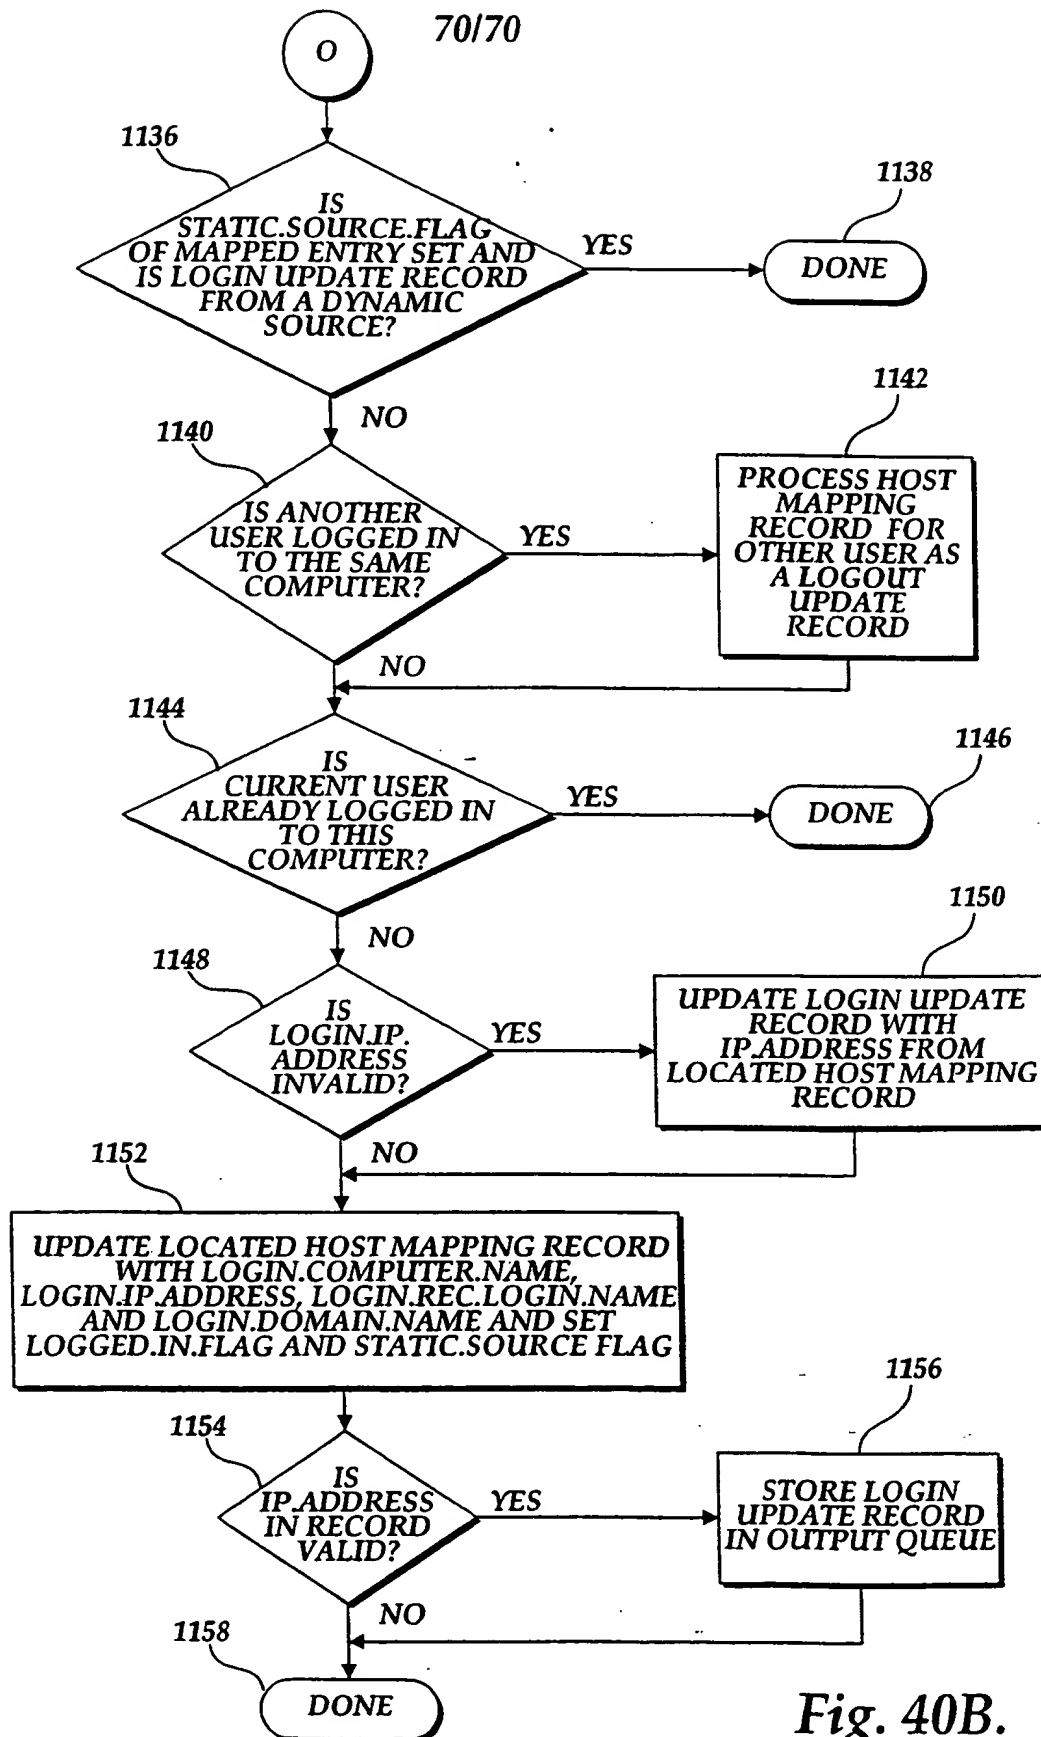 70/70
O
1136
IS
STATIC.SOURCE.FLAG
OF MAPPED ENTRY SET AND
IS LOGIN UPDATE RECORD
FROM A DYNAMIC
SOURCE?
YES
1138
DONE
NO
1140
IS ANOTHER
USER LOGGED IN
TO THE SAME
COMPUTER?
YES
1142
PROCESS HOST
MAPPING
RECORD FOR
OTHER USER AS
A LOGOUT
UPDATE
RECORD
NO
1144
IS
CURRENT USER
ALREADY LOGGED IN
TO THIS
COMPUTER?
YES
1146
DONE
NO
1148
IS
LOGIN.IP.
ADDRESS
INVALID?
YES
1150
UPDATE LOGIN UPDATE
RECORD WITH
IP.ADDRESS FROM
LOCATED HOST MAPPING
RECORD
NO
1152
UPDATE LOCATED HOST MAPPING RECORD
WITH LOGIN.COMPUTER.NAME,
LOGIN.IP.ADDRESS, LOGIN.REC.LOGIN.NAME
AND LOGIN.DOMAIN.NAME AND SET
LOGGED.IN.FLAG AND STATIC.SOURCE FLAG
1154
IS
IP.ADDRESS
IN RECORD
VALID?
YES
1156
STORE LOGIN
UPDATE RECORD
IN OUTPUT QUEUE
NO
1158
DONE
Fig. 40B.